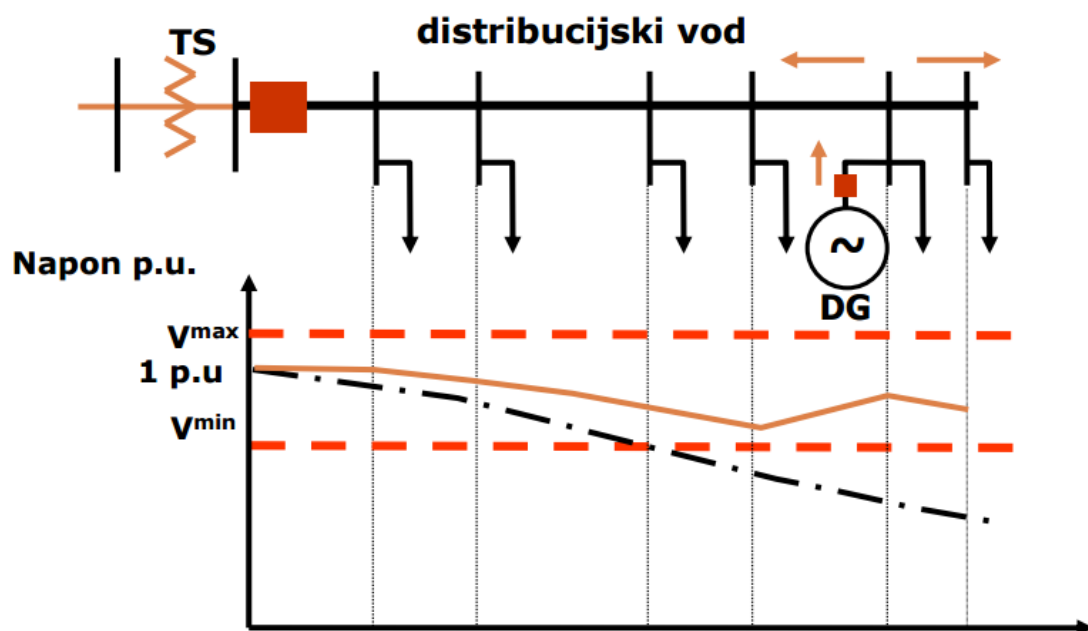 distribucijski vod
TS
~
DG
Napon p.u.
Vmax
1 p.u
Vmin